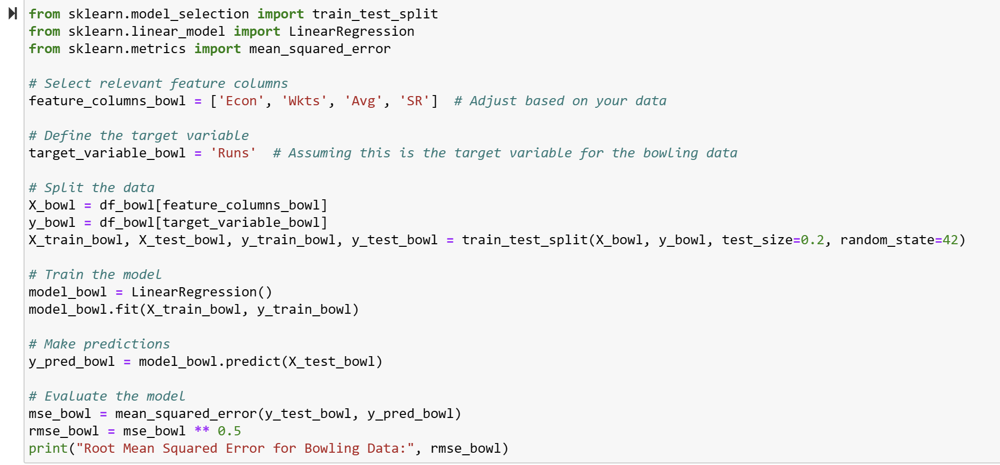 from sklearn.model_selection import train_test_split
from sklearn.linear_model import LinearRegression
from sklearn.metrics import mean_squared_error
# Select relevant feature columns
feature_columns_bowl = ['Econ', 'Wkts', 'Avg', 'SR']  # Adjust based on your data
# Define the target variable
target_variable_bowl = 'Runs'  # Assuming this is the target variable for the bowling data
# Split the data
X_bowl = df_bowl[feature_columns_bowl]
y_bowl = df_bowl[target_variable_bowl]
X_train_bowl, X_test_bowl, y_train_bowl, y_test_bowl = train_test_split(X_bowl, y_bowl, test_size=0.2, random_state=42)
# Train the model
model_bowl = LinearRegression()
model_bowl.fit(X_train_bowl, y_train_bowl)
# Make predictions
y_pred_bowl = model_bowl.predict(X_test_bowl)
# Evaluate the model
mse_bowl = mean_squared_error(y_test_bowl, y_pred_bowl)
rmse_bowl = mse_bowl ** 0.5
print("Root Mean Squared Error for Bowling Data:", rmse_bowl)